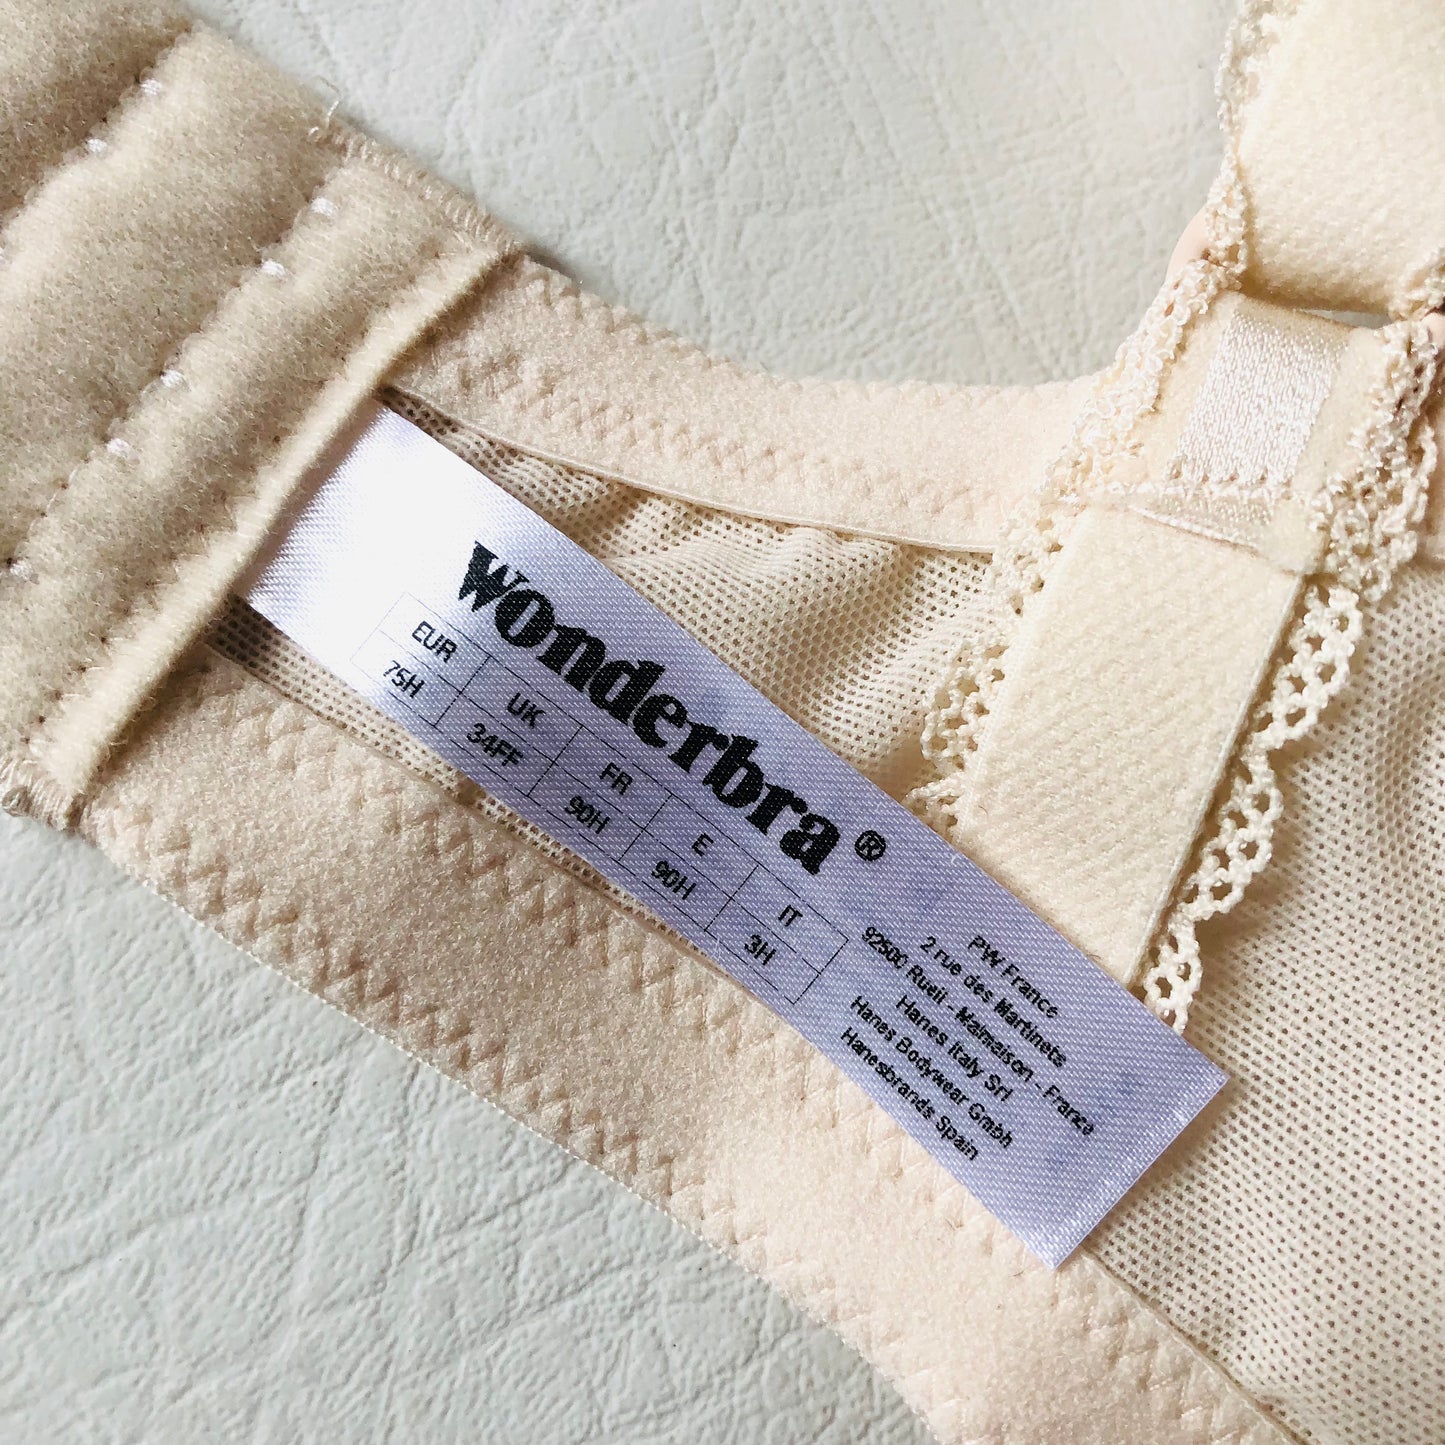 Wonderbra®
EUR UK FR E IT
75H 34FF 90H 90H 3H
PW France
2 rue des Martinets
92500 Rueil - Malmaison - France
Hanes Italy Srl
Hanes Bodywear Gmbh
Hanesbrands Spain